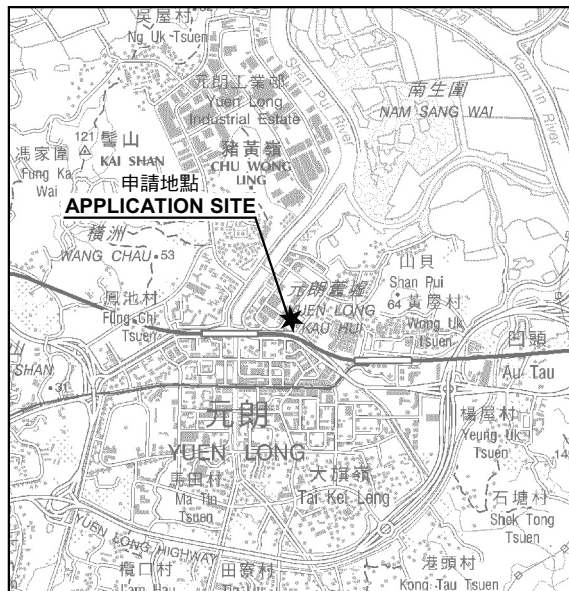 吳屋村
Ng Uk Tsuen
元朗工業邨
Yuen Long
Industrial Estate
Shan Pui River
Kam Tin River
南生圍
NAM SANG WAI
121
髻山
KAI SHAN
馮家圍
Fung Ka
Wai
豬黃嶺
CHU WONG
LING
申請地點
APPLICATION SITE
橫洲
WANG CHAU
53
山貝
Shan Pui
元朗舊墟
YUEN LONG
KAU HUI
64
黃屋村
Wong Uk
Tsuen
鳳池村
Fung Chi
Tsuen
凹頭
Au Tau
山
SHAN
31
元朗
YUEN LONG
楊屋村
Yeung Uk
Tsuen
馬田村
Ma Tin
Tsuen
大旗嶺
Tai Kei Leng
石塘村
Shek Tong
Tsuen
YUEN LONG HIGHWAY
欖口村
Lam Hau
田寮村
港頭村
Kong Tau Tsuen